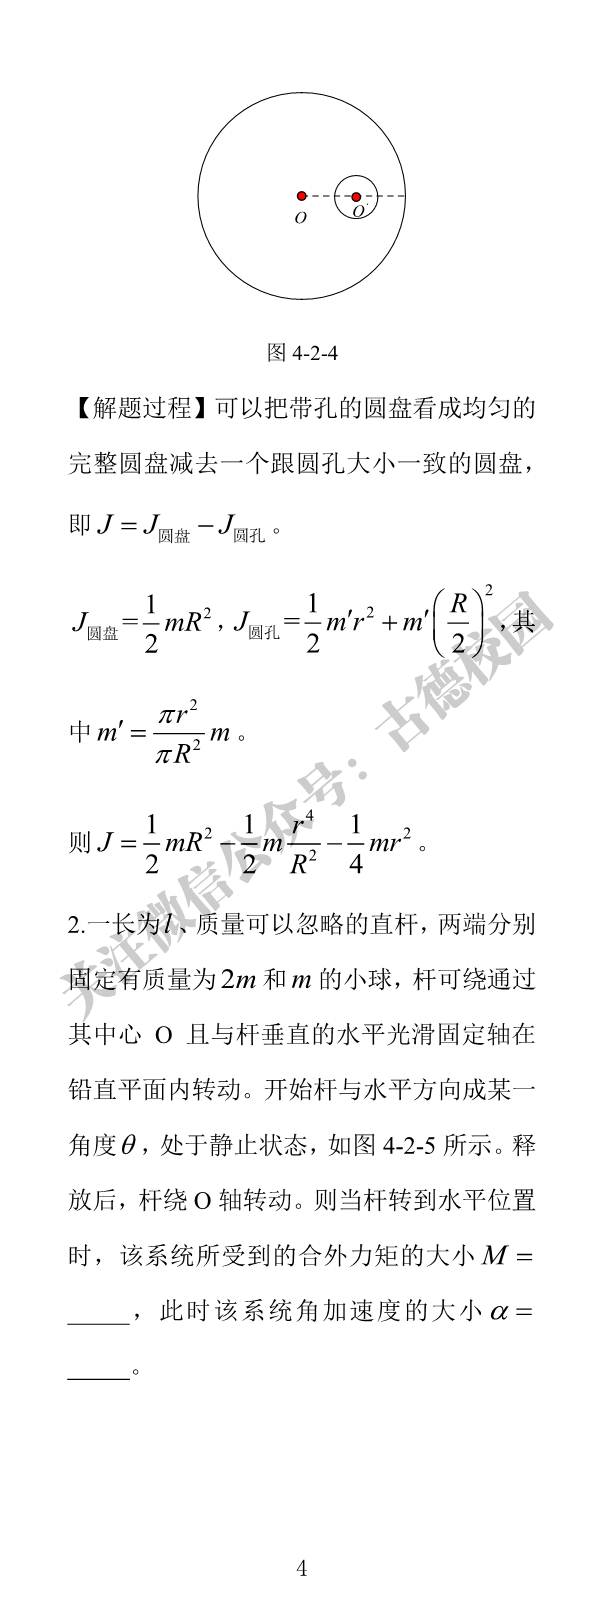 O
O'
图 4-2-4
【解题过程】可以把带孔的圆盘看成均匀的
完整圆盘减去一个跟圆孔大小一致的圆盘，
即 J = J圆盘 − J圆孔 。
J圆盘 = \frac{1}{2} mR^2 ，J圆孔 = \frac{1}{2} m'r^2 + m' \left( \frac{R}{2} \right)^2 ，其
中 m' = \frac{πr^2}{πR^2} m 。
则 J = \frac{1}{2} mR^2 − \frac{1}{2} m \frac{r^4}{R^2} − \frac{1}{4} mr^2 。
2.一长为 l、质量可以忽略的直杆，两端分别
固定有质量为 2m 和 m 的小球，杆可绕通过
其中心 O 且与杆垂直的水平光滑固定轴在
铅直平面内转动。开始杆与水平方向成某一
角度 θ，处于静止状态，如图 4-2-5 所示。释
放后，杆绕 O 轴转动。则当杆转到水平位置
时，该系统所受到的合外力矩的大小 M =
_____，此时该系统角加速度的大小 α =
_____。
关注微信公众号：古德校园
4